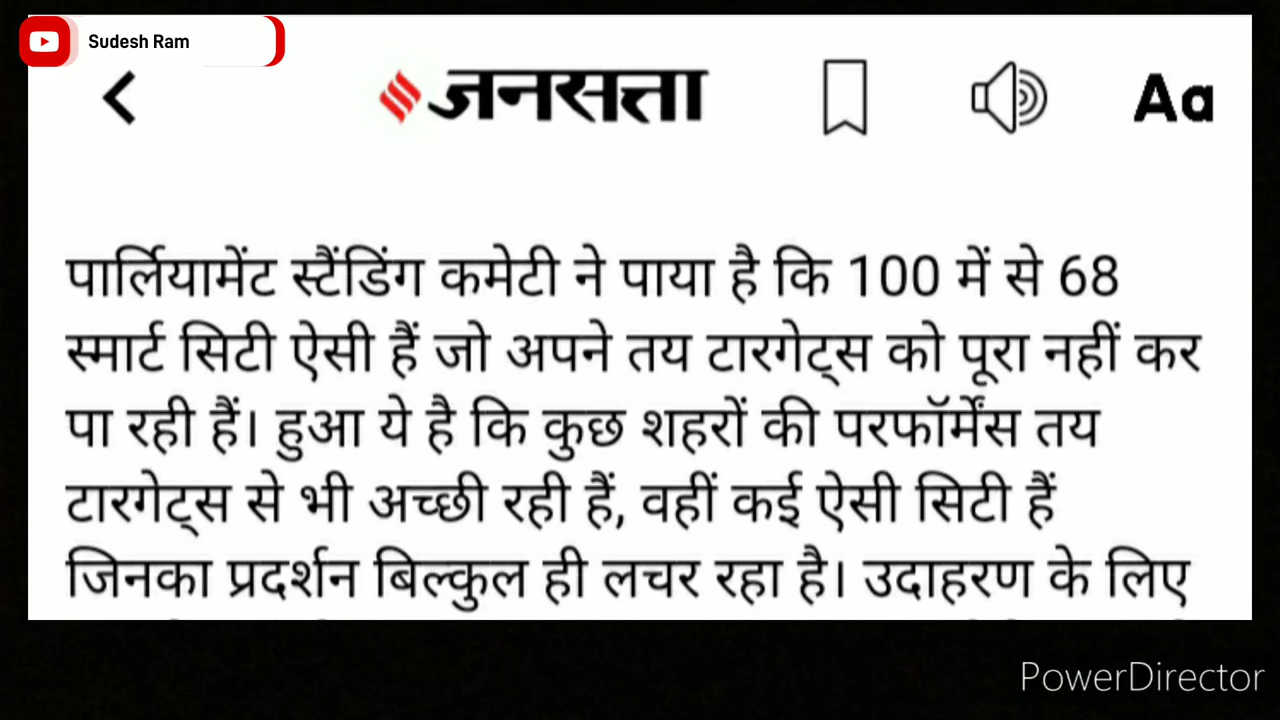 Sudesh Ram
जनसत्ता
Aa
पार्लियामेंट स्टैंडिंग कमेटी ने पाया है कि 100 में से 68
स्मार्ट सिटी ऐसी हैं जो अपने तय टारगेट्स को पूरा नहीं कर
पा रही हैं। हुआ ये है कि कुछ शहरों की परफॉर्मेंस तय
टारगेट्स से भी अच्छी रही हैं, वहीं कई ऐसी सिटी हैं
जिनका प्रदर्शन बिल्कुल ही लचर रहा है। उदाहरण के लिए
PowerDirector